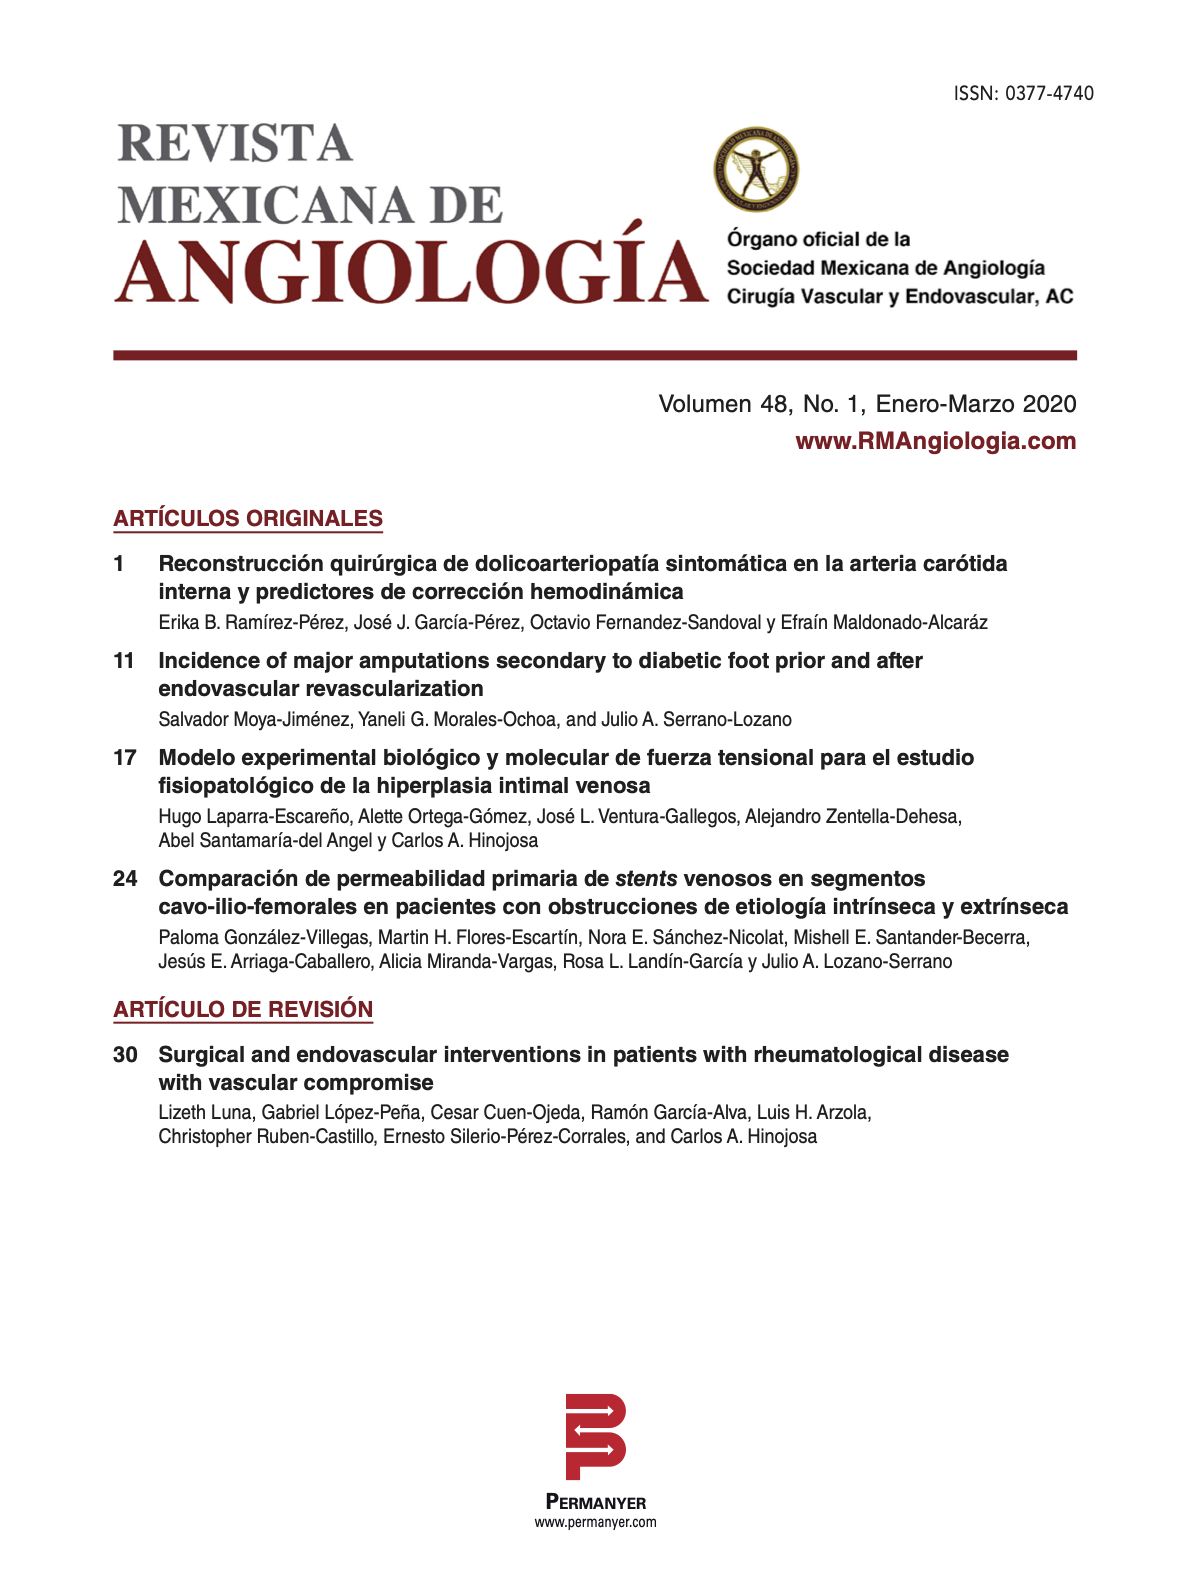 ISSN: 0377-4740
REVISTA
MEXICANA DE
ANGIOLOGÍA
Órgano oficial de la
Sociedad Mexicana de Angiología
Cirugía Vascular y Endovascular, AC
Volumen 48, No. 1, Enero-Marzo 2020
www.RMAngiologia.com
ARTÍCULOS ORIGINALES
1 Reconstrucción quirúrgica de dolicoarteriopatía sintomática en la arteria carótida
interna y predictores de corrección hemodinámica
Erika B. Ramírez-Pérez, José J. García-Pérez, Octavio Fernandez-Sandoval y Efraín Maldonado-Alcaráz
11 Incidence of major amputations secondary to diabetic foot prior and after
endovascular revascularization
Salvador Moya-Jiménez, Yaneli G. Morales-Ochoa, and Julio A. Serrano-Lozano
17 Modelo experimental biológico y molecular de fuerza tensional para el estudio
fisiopatológico de la hiperplasia intimal venosa
Hugo Laparra-Escareño, Alette Ortega-Gómez, José L. Ventura-Gallegos, Alejandro Zentella-Dehesa,
Abel Santamaría-del Angel y Carlos A. Hinojosa
24 Comparación de permeabilidad primaria de stents venosos en segmentos
cavo-ilio-femorales en pacientes con obstrucciones de etiología intrínseca y extrínseca
Paloma González-Villegas, Martin H. Flores-Escartín, Nora E. Sánchez-Nicolat, Mishell E. Santander-Becerra,
Jesús E. Arriaga-Caballero, Alicia Miranda-Vargas, Rosa L. Landín-García y Julio A. Lozano-Serrano
ARTÍCULO DE REVISIÓN
30 Surgical and endovascular interventions in patients with rheumatological disease
with vascular compromise
Lizeth Luna, Gabriel López-Peña, Cesar Cuen-Ojeda, Ramón García-Alva, Luis H. Arzola,
Christopher Ruben-Castillo, Ernesto Silerio-Pérez-Corrales, and Carlos A. Hinojosa
PERMANYER
www.permanyer.com